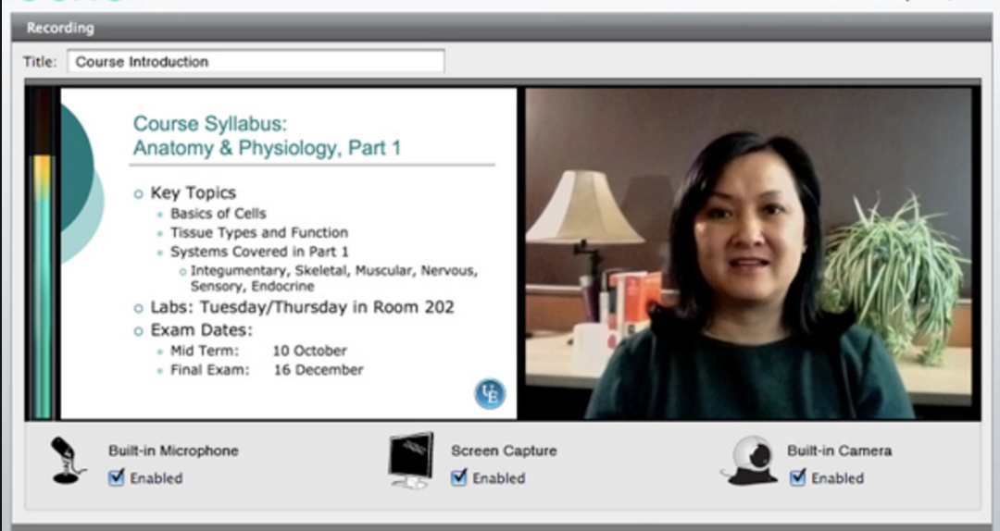 Recording
Title: Course Introduction
Course Syllabus:
Anatomy & Physiology, Part 1
Key Topics
Basics of Cells
Tissue Types and Function
Systems Covered in Part 1
Integumentary, Skeletal, Muscular, Nervous,
Sensory, Endocrine
Labs: Tuesday/Thursday in Room 202
Exam Dates:
Mid Term: 10 October
Final Exam: 16 December
UE
Built-in Microphone
Enabled
Screen Capture
Enabled
Built-in Camera
Enabled